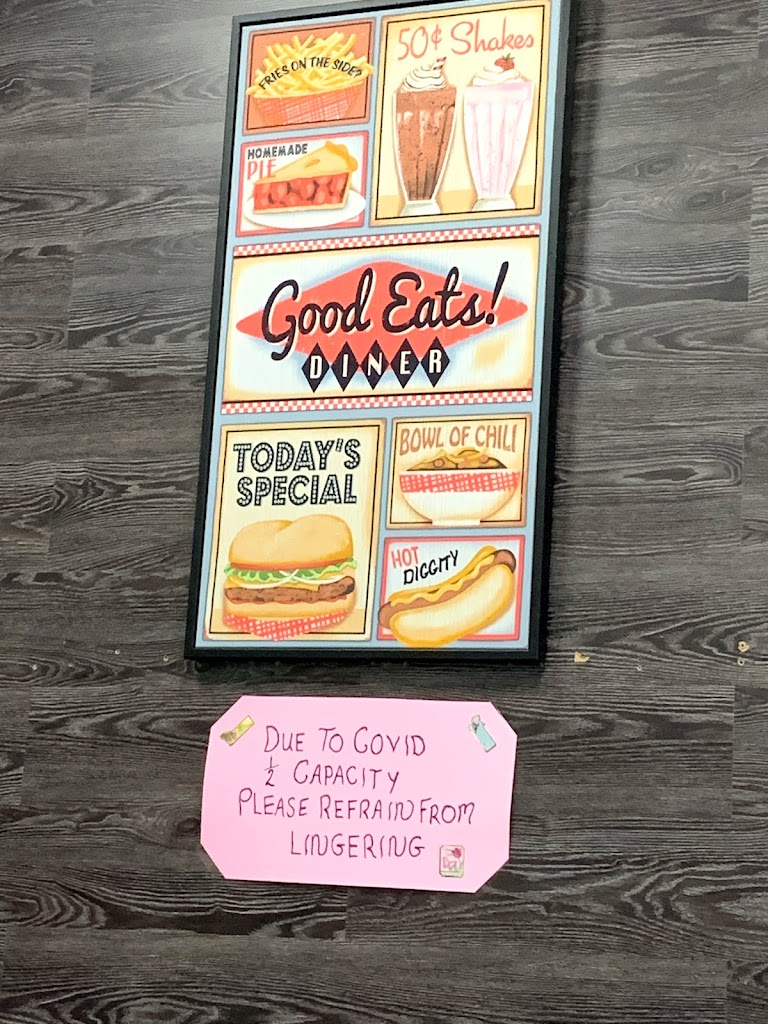 FRIES ON THE SIDE?
50¢ Shakes
HOMEMADE
PIE
Good Eats!
DINER
TODAY'S
SPECIAL
BOWL OF CHILI
HOT
DIGGITY
DUE TO COVID
½ CAPACITY
PLEASE REFRAIN FROM
LINGERING